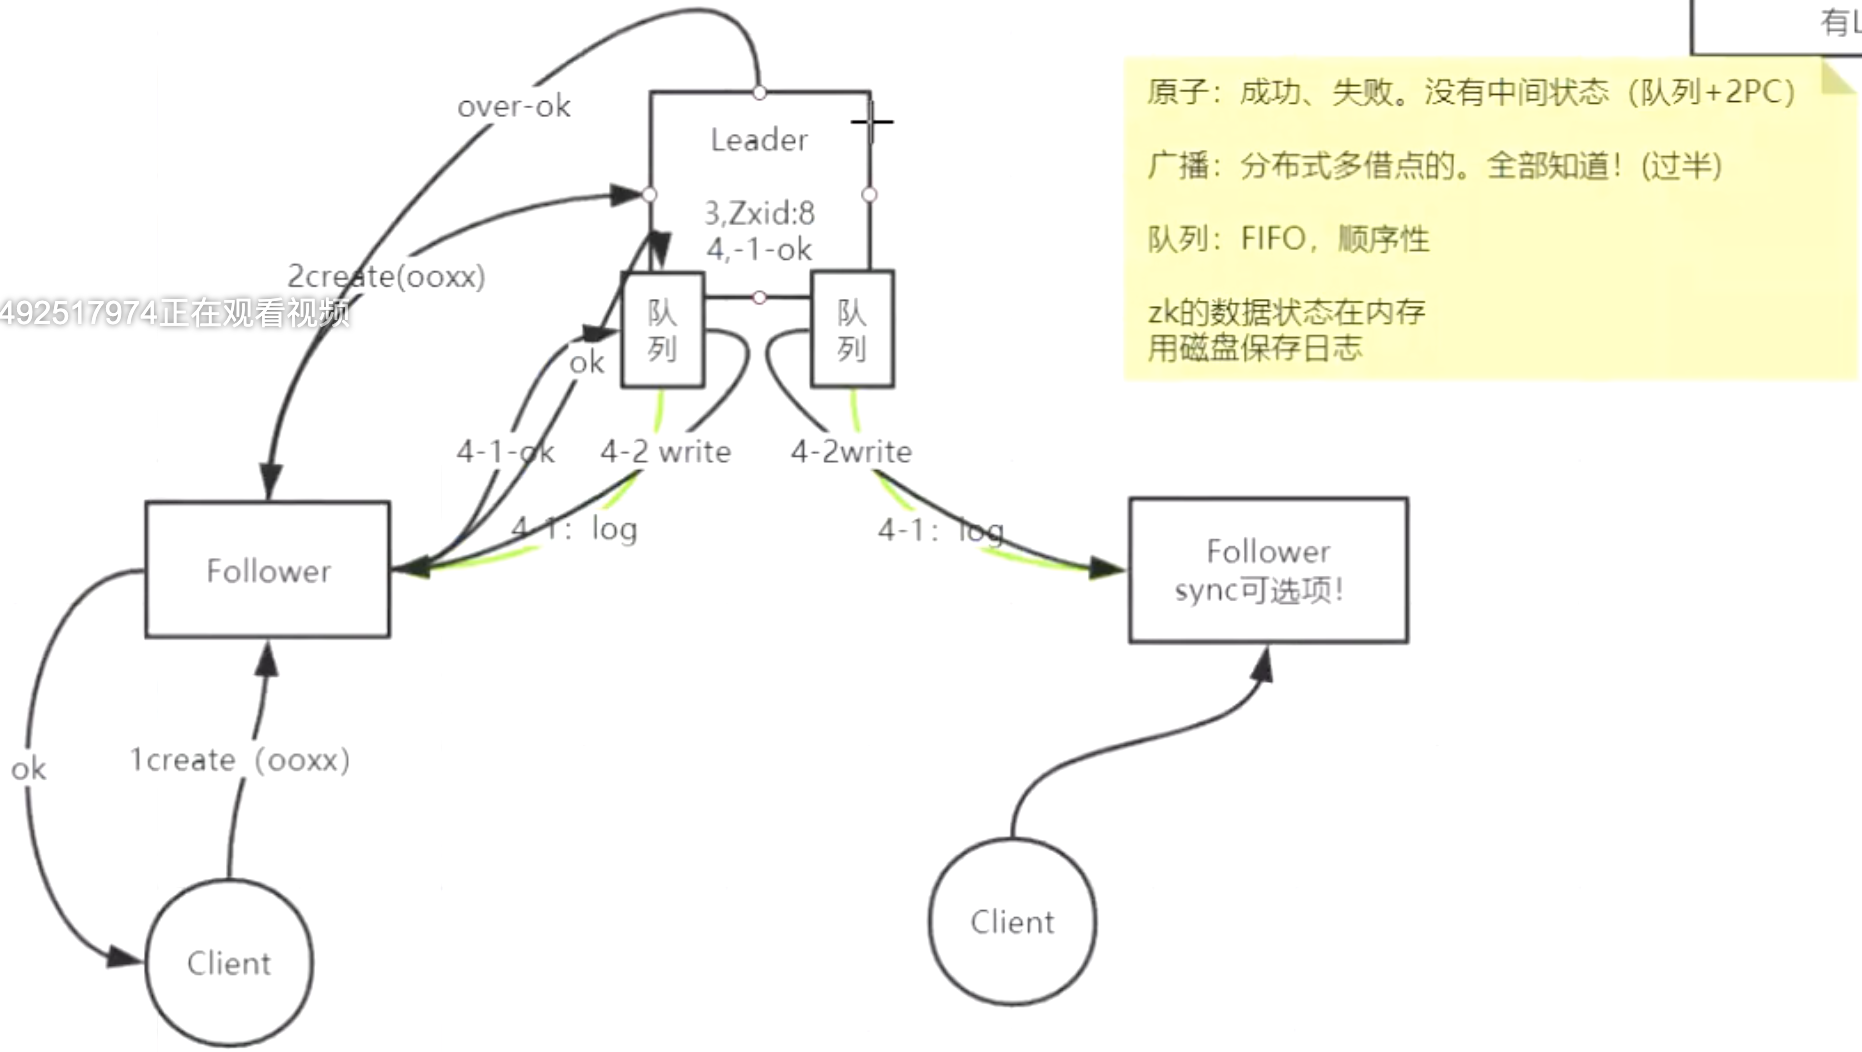 有L
原子：成功、失败。没有中间状态（队列+2PC）
广播：分布式多借点的。全部知道！(过半)
队列：FIFO，顺序性
zk的数据状态在内存
用磁盘保存日志
over-ok
Leader
3,Zxid:8
4,-1-ok
2create(ooxx)
492517974正在观看视频
队
列
队
列
ok
4-1-ok
4-2 write
4-2write
4-1：log
4-1：log
Follower
Follower
sync可选项！
ok
1create（ooxx）
Client
Client